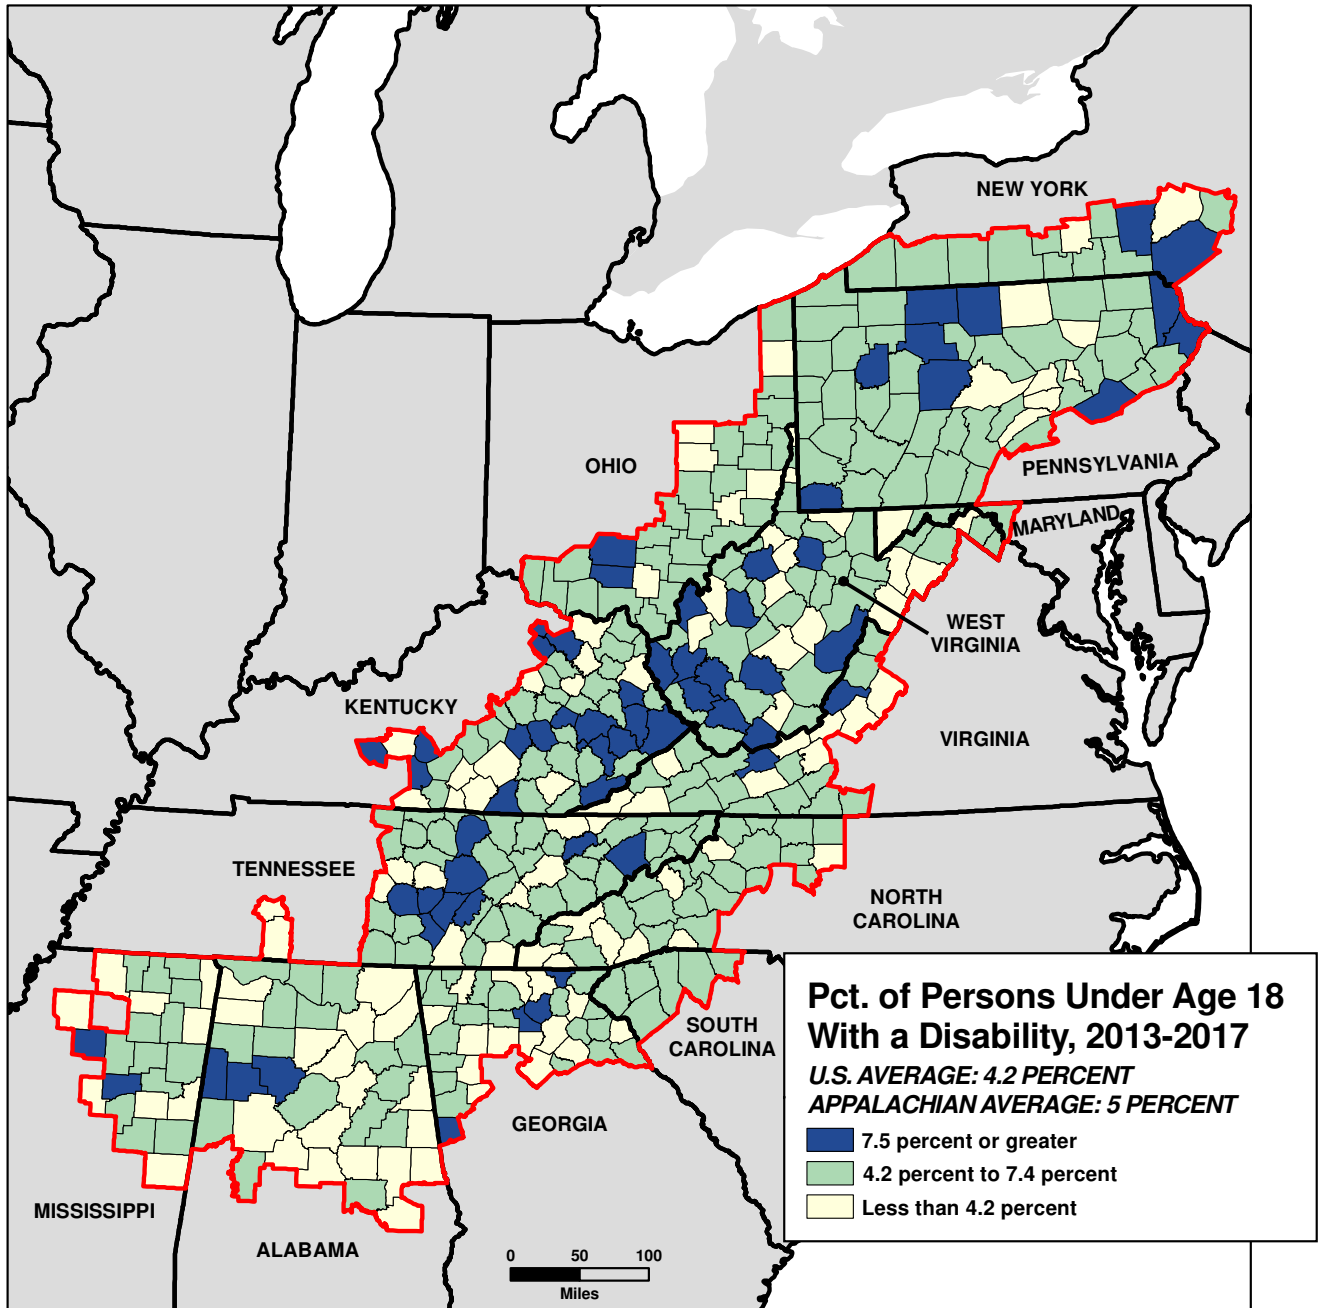 NEW YORK
OHIO
PENNSYLVANIA
MARYLAND
WEST
VIRGINIA
KENTUCKY
VIRGINIA
TENNESSEE
NORTH
CAROLINA
SOUTH
CAROLINA
GEORGIA
MISSISSIPPI
ALABAMA
Pct. of Persons Under Age 18
With a Disability, 2013-2017
U.S. AVERAGE: 4.2 PERCENT
APPALACHIAN AVERAGE: 5 PERCENT
7.5 percent or greater
4.2 percent to 7.4 percent
Less than 4.2 percent
0 50 100
Miles